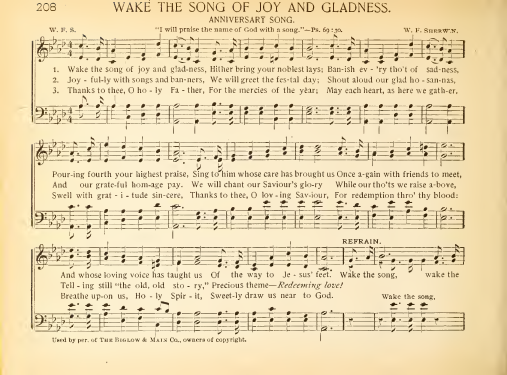 208 WAKE THE SONG OF JOY AND GLADNESS.
ANNIVERSARY SONG.
W. F. S. "I will praise the name of God with a song."—Ps. 69:30. W. F. SHERW.N.
1. Wake the song of joy and glad-ness, Hither bring your noblest lays; Ban-ish ev-'ry tho't of sad-ness,
2. Joy-ful-ly with songs and ban-ners, We will greet the fes-tal day; Shout aloud our glad ho-san-nas,
3. Thanks to thee, O ho-ly Fa-ther, For the mercies of the year; May each heart, as here we gath-er,
Pour-ing fourth your highest praise, Sing to him whose care has brought us Once a-gain with friends to meet,
And our grate-ful hom-age pay. We will chant our Saviour's glo-ry While our tho'ts we raise a-bove,
Swell with grat-i-tude sin-cere, Thanks to thee, O lov-ing Sav-iour, For redemption thro' thy blood:
REFRAIN.
And whose loving voice has taught us Of the way to Je-sus' feet. Wake the song, wake the
Tell-ing still "the old, old sto-ry," Precious theme—Redeeming love!
Breathe up-on us, Ho-ly Spir-it, Sweet-ly draw us near to God. Wake the song,
Used by per. of THE BIGLOW & MAIN CO., owners of copyright.